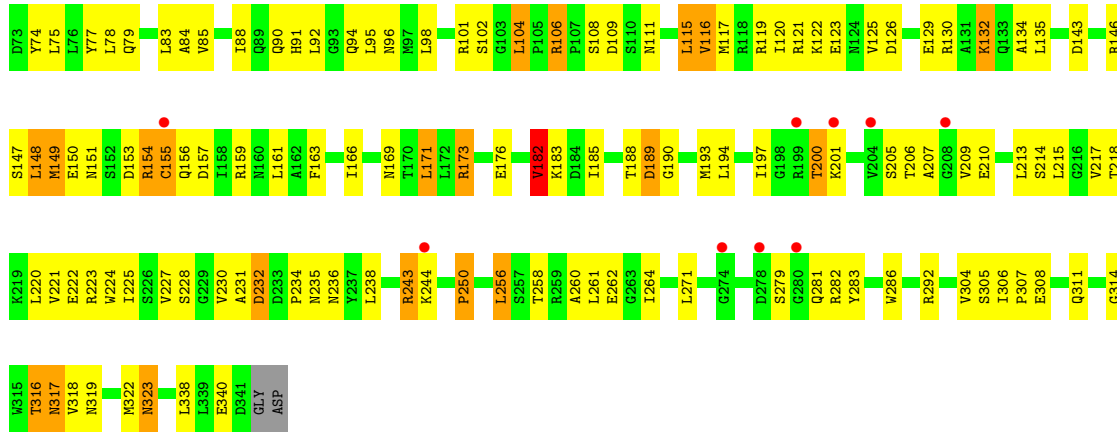 D73 Y74 L75 L76 Y77 L78 Q79 L83 A84 V85 I88 Q89 Q90 H91 L92 G93 Q94 L95 N96 M97 L98 R101 S102 G103 L104 P105 R106 P107 S108 D109 S110 N111 L115 V116 M117 R118 R119 I120 R121 K122 E123 N124 V125 D126 E129 R130 A131 K132 Q133 A134 L135 D143 R146
S147 L148 M149 E150 N151 S152 D153 R154 C155 Q156 D157 I158 R159 N160 L161 A162 F163 I166 N169 T170 L171 L172 R173 E176 V182 K183 D184 I185 T188 D189 G190 M193 L194 I197 G198 R199 T200 K201 V204 S205 T206 A207 G208 V209 E210 L213 S214 L215 G216 V217 T218
K219 L220 V221 E222 R223 W224 I225 S226 V227 S228 G229 V230 A231 D232 D233 P234 N235 N236 Y237 L238 R243 K244 P250 L256 S257 T258 R259 A260 L261 E262 G263 I264 L271 G274 D278 S279 G280 Q281 R282 Y283 W286 R292 V304 S305 I306 P307 E308 Q311 G314
W315 T316 N317 V318 N319 M322 N323 L338 L339 E340 D341 GLY ASP